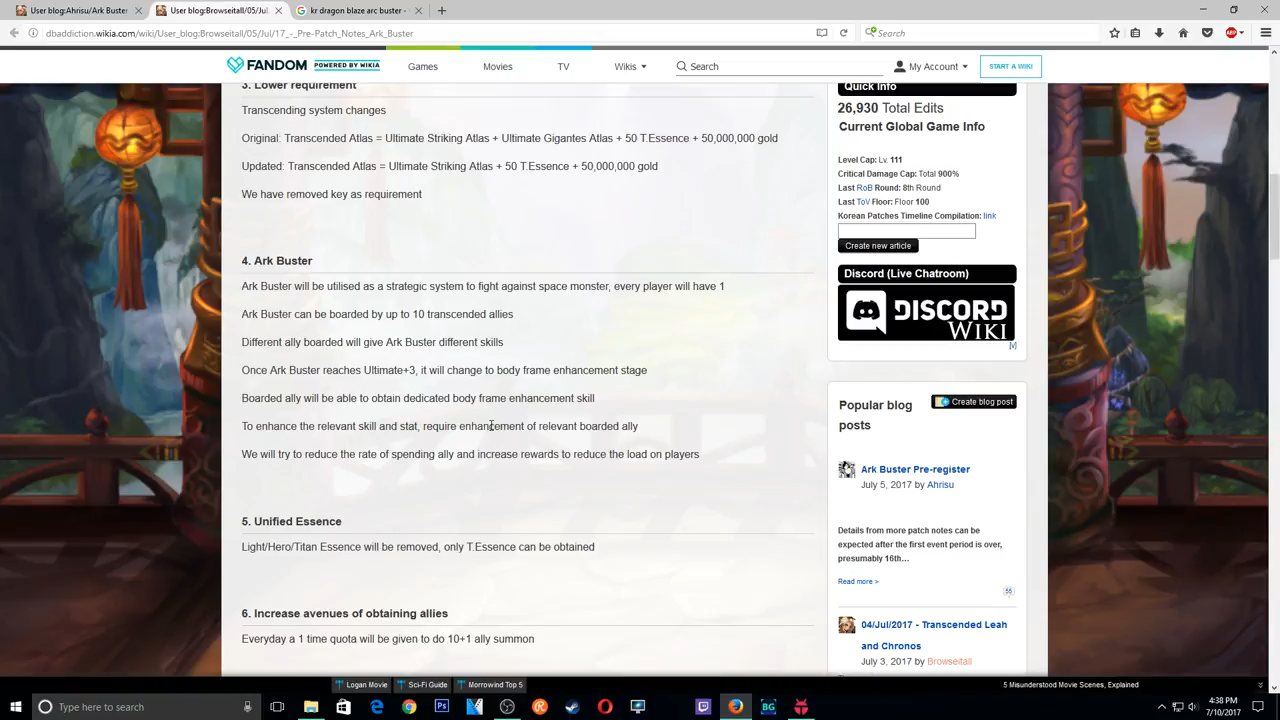 User blog:Ahrisu/Ark Buster
User blog:Browseitall/05/Jul.
kr dragon blaze arc buster -
dbaddiction.wikia.com/wiki/User_blog:Browseitall/05/Jul/17_-_Pre-Patch_Notes_Ark_Buster
Search
FANDOM
POWERED BY WIKIA
Games
Movies
TV
Wikis
Search
My Account
START A WIKI
3. Lower requirement
Transcending system changes
Original: Transcended Atlas = Ultimate Striking Atlas + Ultimate Gigantes Atlas + 50 T.Essence + 50,000,000 gold
Updated: Transcended Atlas = Ultimate Striking Atlas + 50 T.Essence + 50,000,000 gold
We have removed key as requirement
4. Ark Buster
Ark Buster will be utilised as a strategic system to fight against space monster, every player will have 1
Ark Buster can be boarded by up to 10 transcended allies
Different ally boarded will give Ark Buster different skills
Once Ark Buster reaches Ultimate+3, it will change to body frame enhancement stage
Boarded ally will be able to obtain dedicated body frame enhancement skill
To enhance the relevant skill and stat, require enhancement of relevant boarded ally
We will try to reduce the rate of spending ally and increase rewards to reduce the load on players
5. Unified Essence
Light/Hero/Titan Essence will be removed, only T.Essence can be obtained
6. Increase avenues of obtaining allies
Everyday a 1 time quota will be given to do 10+1 ally summon
Quick Info
26,930 Total Edits
Current Global Game Info
Level Cap: Lv. 111
Critical Damage Cap: Total 900%
Last RoB Round: 8th Round
Last ToV Floor: Floor 100
Korean Patches Timeline Compilation: link
Create new article
Discord (Live Chatroom)
DISCORD
WIKI
[v]
Popular blog
posts
Create blog post
Ark Buster Pre-register
July 5, 2017 by Ahrisu
Details from more patch notes can be
expected after the first event period is over,
presumably 16th…
Read more >
04/Jul/2017 - Transcended Leah
and Chronos
July 3, 2017 by Browseitall
Logan Movie
Sci-Fi Guide
Morrowind Top 5
5 Misunderstood Movie Scenes, Explained
Type here to search
4:38 PM
7/10/2017